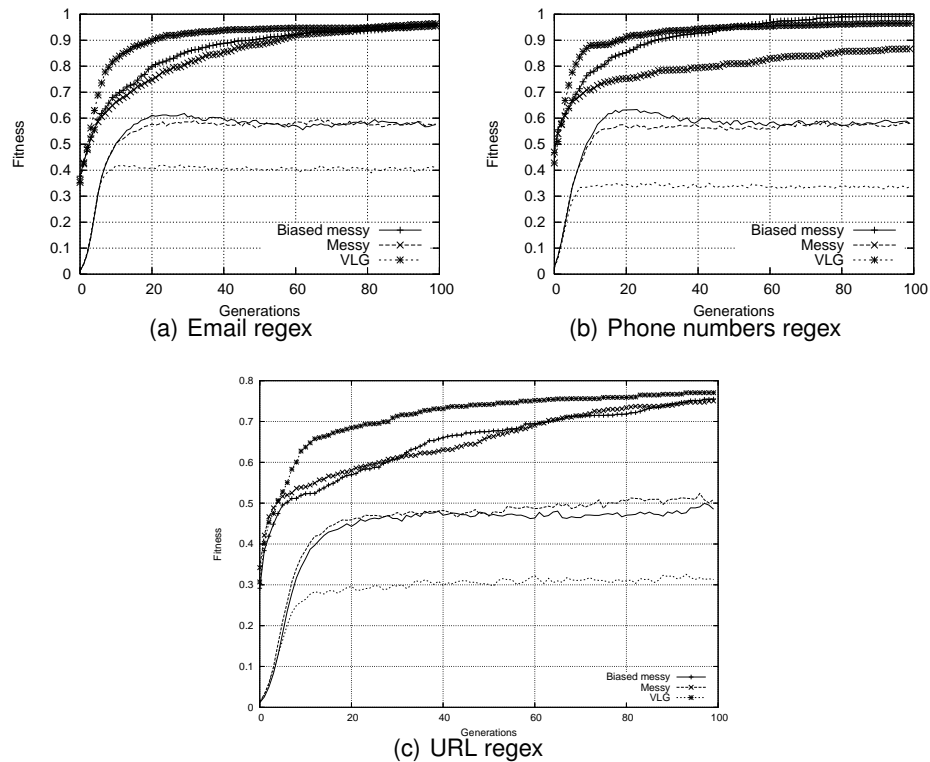 1
0.9
0.8
0.7
0.6
0.5
0.4
0.3
0.2
0.1
0
Fitness
Biased messy
Messy
VLG
0 20 40 60 80 100
Generations
(a) Email regex
1
0.9
0.8
0.7
0.6
0.5
0.4
0.3
0.2
0.1
0
Fitness
Biased messy
Messy
VLG
0 20 40 60 80 100
Generations
(b) Phone numbers regex
0.8
0.7
0.6
0.5
0.4
0.3
0.2
0.1
0
Fitness
Biased messy
Messy
VLG
0 20 40 60 80 100
Generations
(c) URL regex